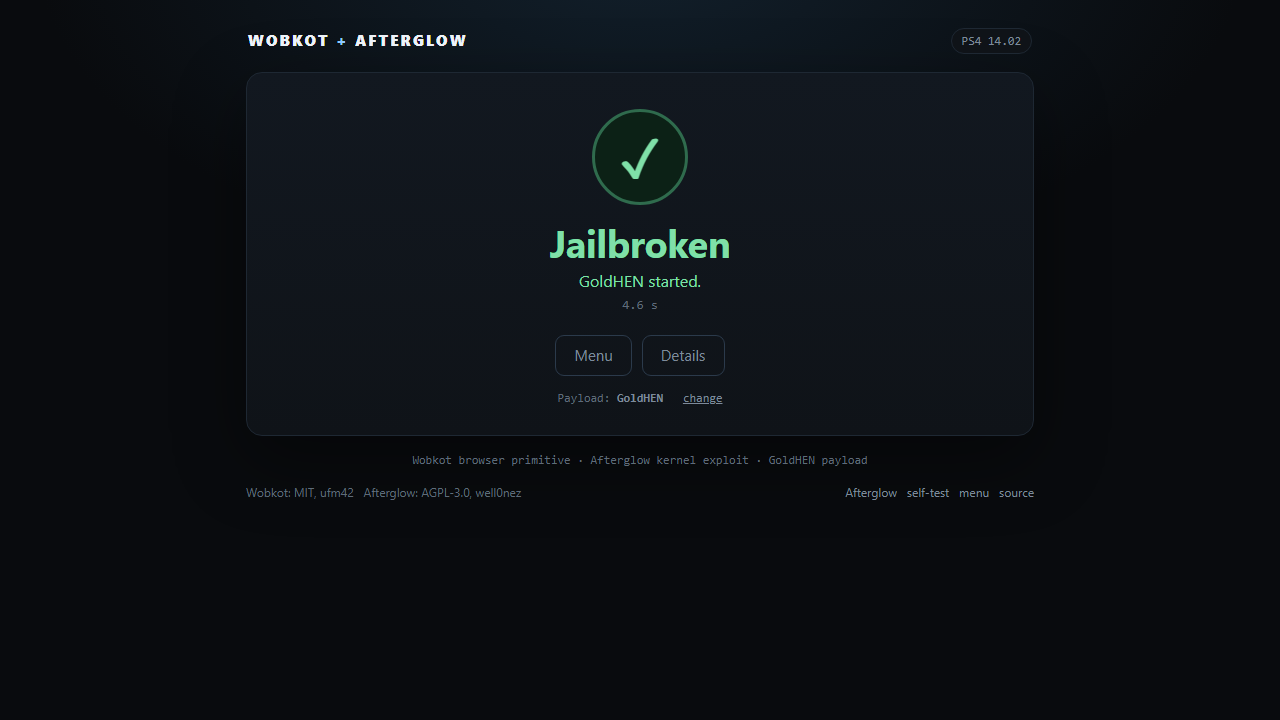 WOBKOT + AFTERGLOW
PS4 14.02
Jailbroken
GoldHEN started.
4.6 s
Menu Details
Payload: GoldHEN change
Wobkot browser primitive · Afterglow kernel exploit · GoldHEN payload
Wobkot: MIT, ufm42 Afterglow: AGPL-3.0, well0nez
Afterglow self-test menu source